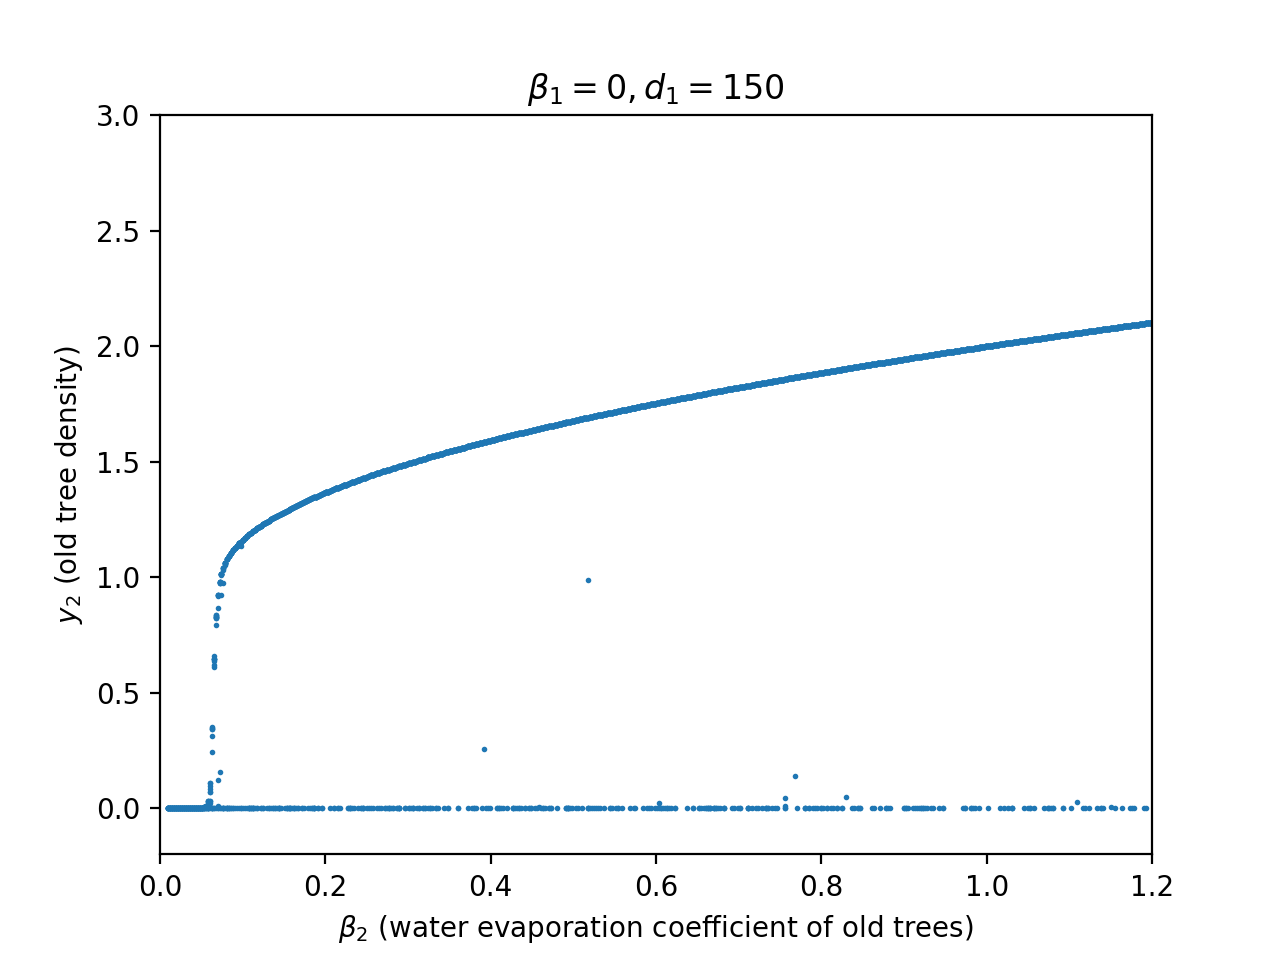 β₁ = 0, d₁ = 150
3.0
2.5
2.0
1.5
1.0
0.5
0.0
y₂ (old tree density)
0.0 0.2 0.4 0.6 0.8 1.0 1.2
β₂ (water evaporation coefficient of old trees)